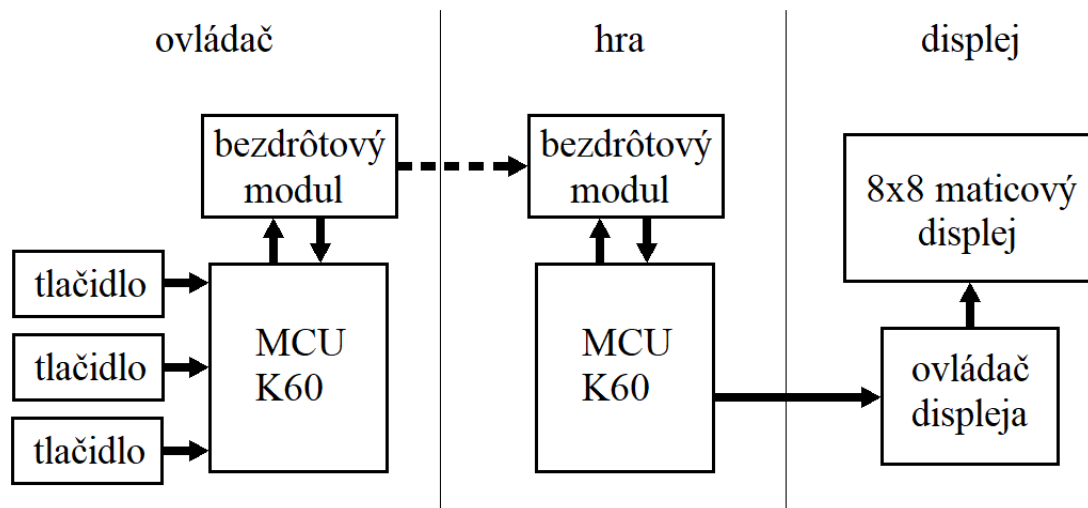 ovládač
hra
displej
bezdrôtový
modul
bezdrôtový
modul
8x8 maticový
displej
tlačidlo
tlačidlo
tlačidlo
MCU
K60
MCU
K60
ovládač
displeja